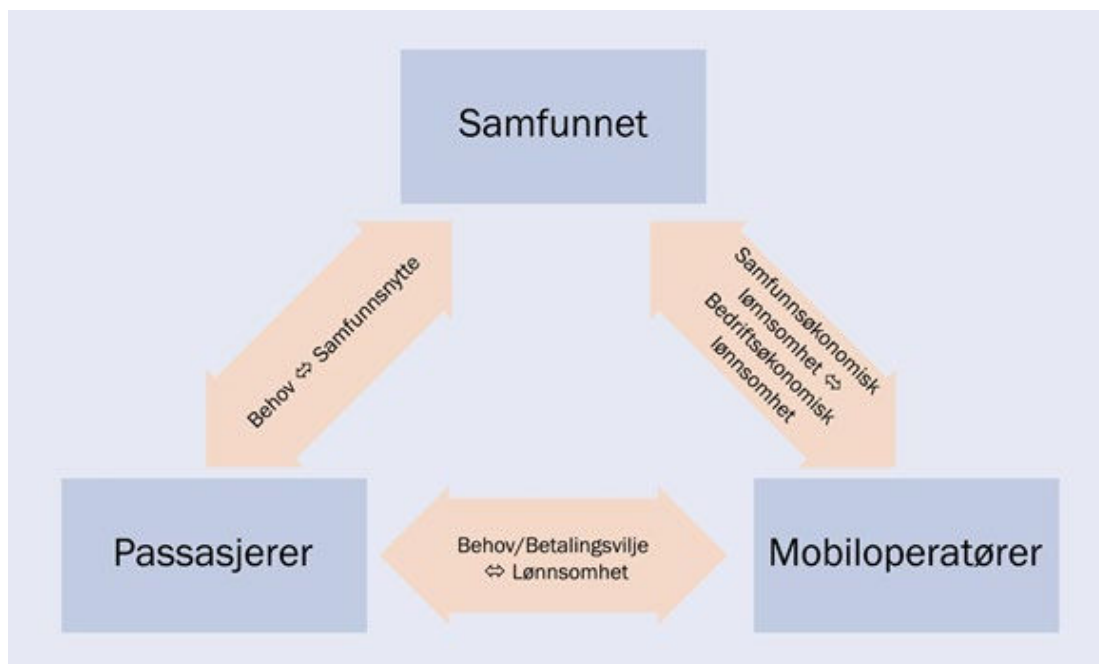 Samfunnet
Behov ⇔ Samfunnsnytte
Samfunnsøkonomisk
lønnsomhet ⇔
Bedriftsøkonomisk
lønnsomhet
Passasjerer
Behov/Betalingsvilje
⇔ Lønnsomhet
Mobiloperatører